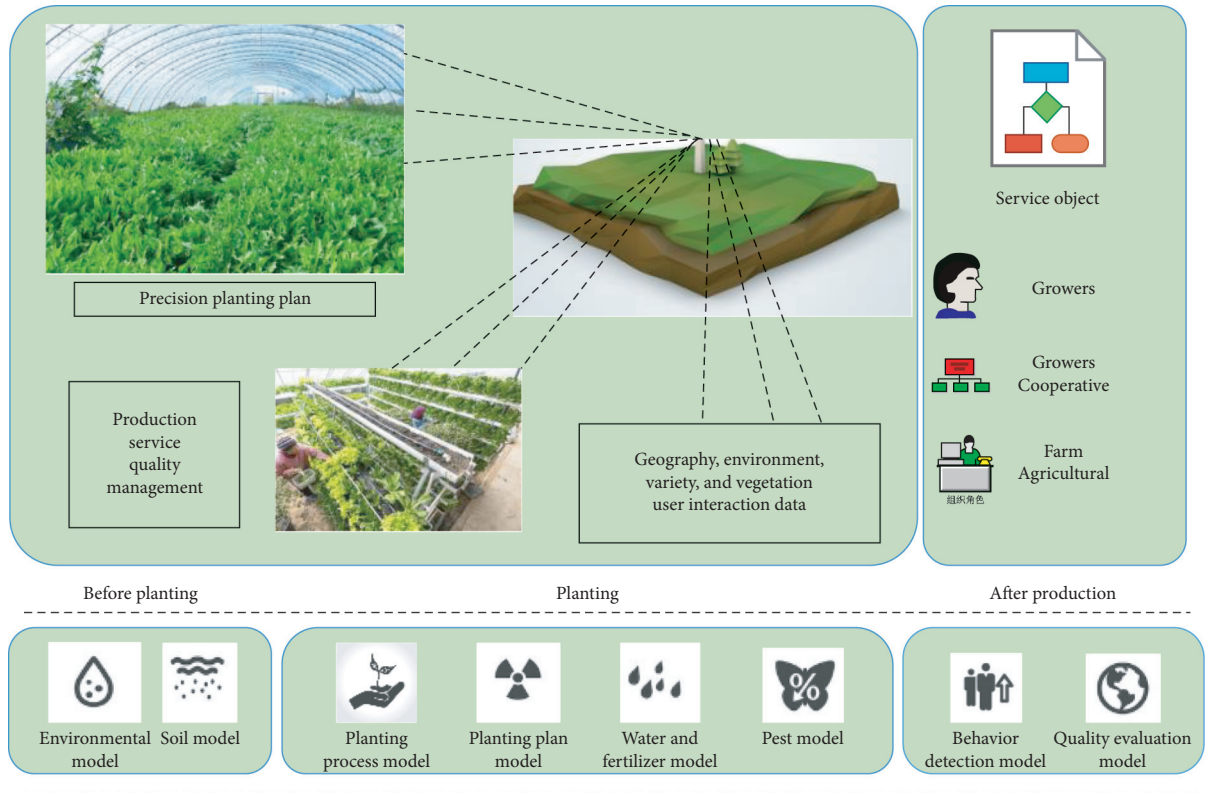 Precision planting plan
Production
service
quality
management
Geography, environment,
variety, and vegetation
user interaction data
Service object
Growers
Growers
Cooperative
Farm
Agricultural
组织角色
Before planting
Planting
After production
Environmental
model
Soil model
Planting
process model
Planting plan
model
Water and
fertilizer model
%
Pest model
Behavior
detection model
Quality evaluation
model